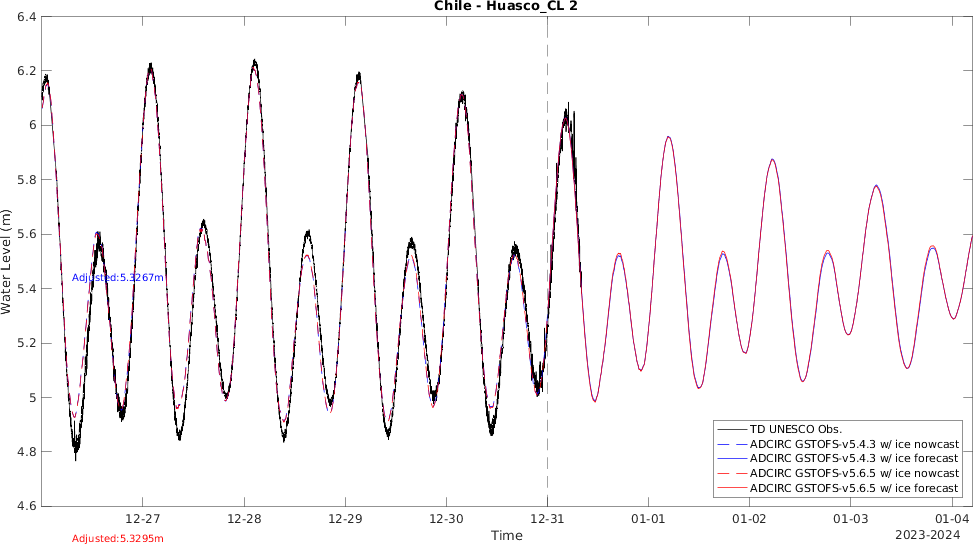 Chile - Huasco_CL 2
Water Level (m)
6.4
6.2
6
5.8
5.6
5.4
5.2
5
4.8
4.6
Adjusted:5.3267m
TD UNESCO Obs.
ADCIRC GSTOFS-v5.4.3 w/ ice nowcast
ADCIRC GSTOFS-v5.4.3 w/ ice forecast
ADCIRC GSTOFS-v5.6.5 w/ ice nowcast
ADCIRC GSTOFS-v5.6.5 w/ ice forecast
12-27 12-28 12-29 12-30 12-31 01-01 01-02 01-03 01-04
Time
2023-2024
Adjusted:5.3295m